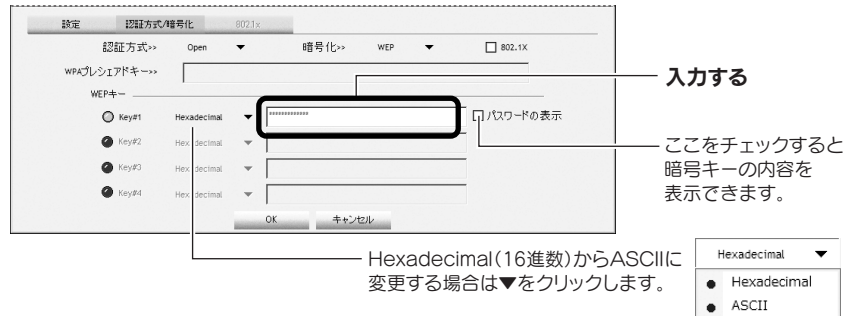 設定 認証方式/暗号化 802.1x
認証方式>> Open 暗号化>> WEP 802.1X
WPAプレシェアドキー>>
WEPキー
Key#1 Hexadecimal ************* パスワードの表示
Key#2 Hexadecimal
Key#3 Hexadecimal
Key#4 Hexadecimal
OK キャンセル
入力する
ここをチェックすると
暗号キーの内容を
表示できます。
Hexadecimal(16進数)からASCIIに
変更する場合は▼をクリックします。
Hexadecimal
Hexadecimal
ASCII